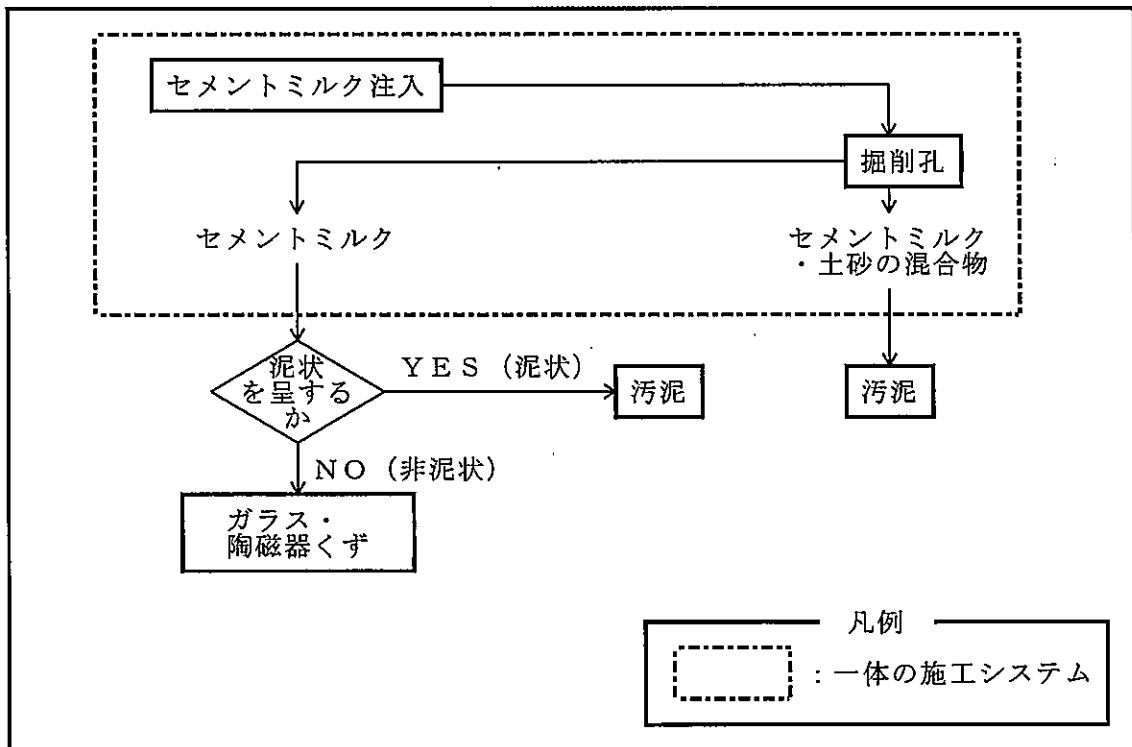 セメントミルク注入
掘削孔
セメントミルク
セメントミルク
・土砂の混合物
泥状
を呈する
か
ＹＥＳ（泥状）
汚泥
汚泥
ＮＯ（非泥状）
ガラス・
陶磁器くず
凡例
：一体の施工システム